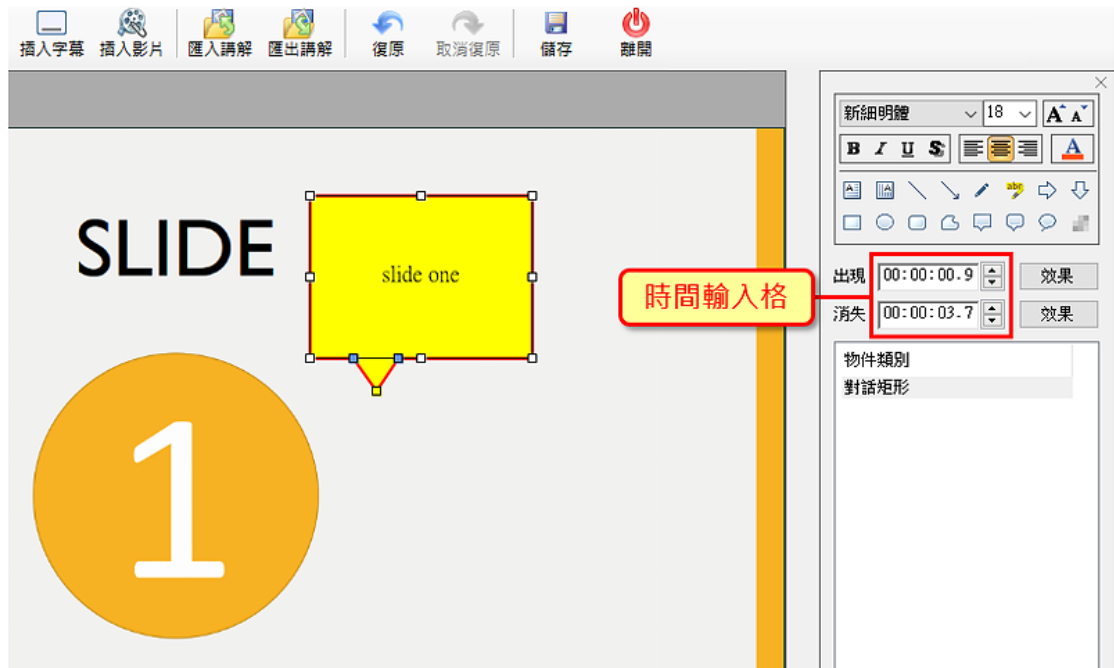 插入字幕 插入影片 匯入講解 匯出講解 復原 取消復原 儲存 離開
新細明體 18 A A
B I U S A
A A abc
SLIDE
slide one
時間輸入格
出現 00:00:00.9 效果
消失 00:00:03.7 效果
物件類別
對話矩形
1